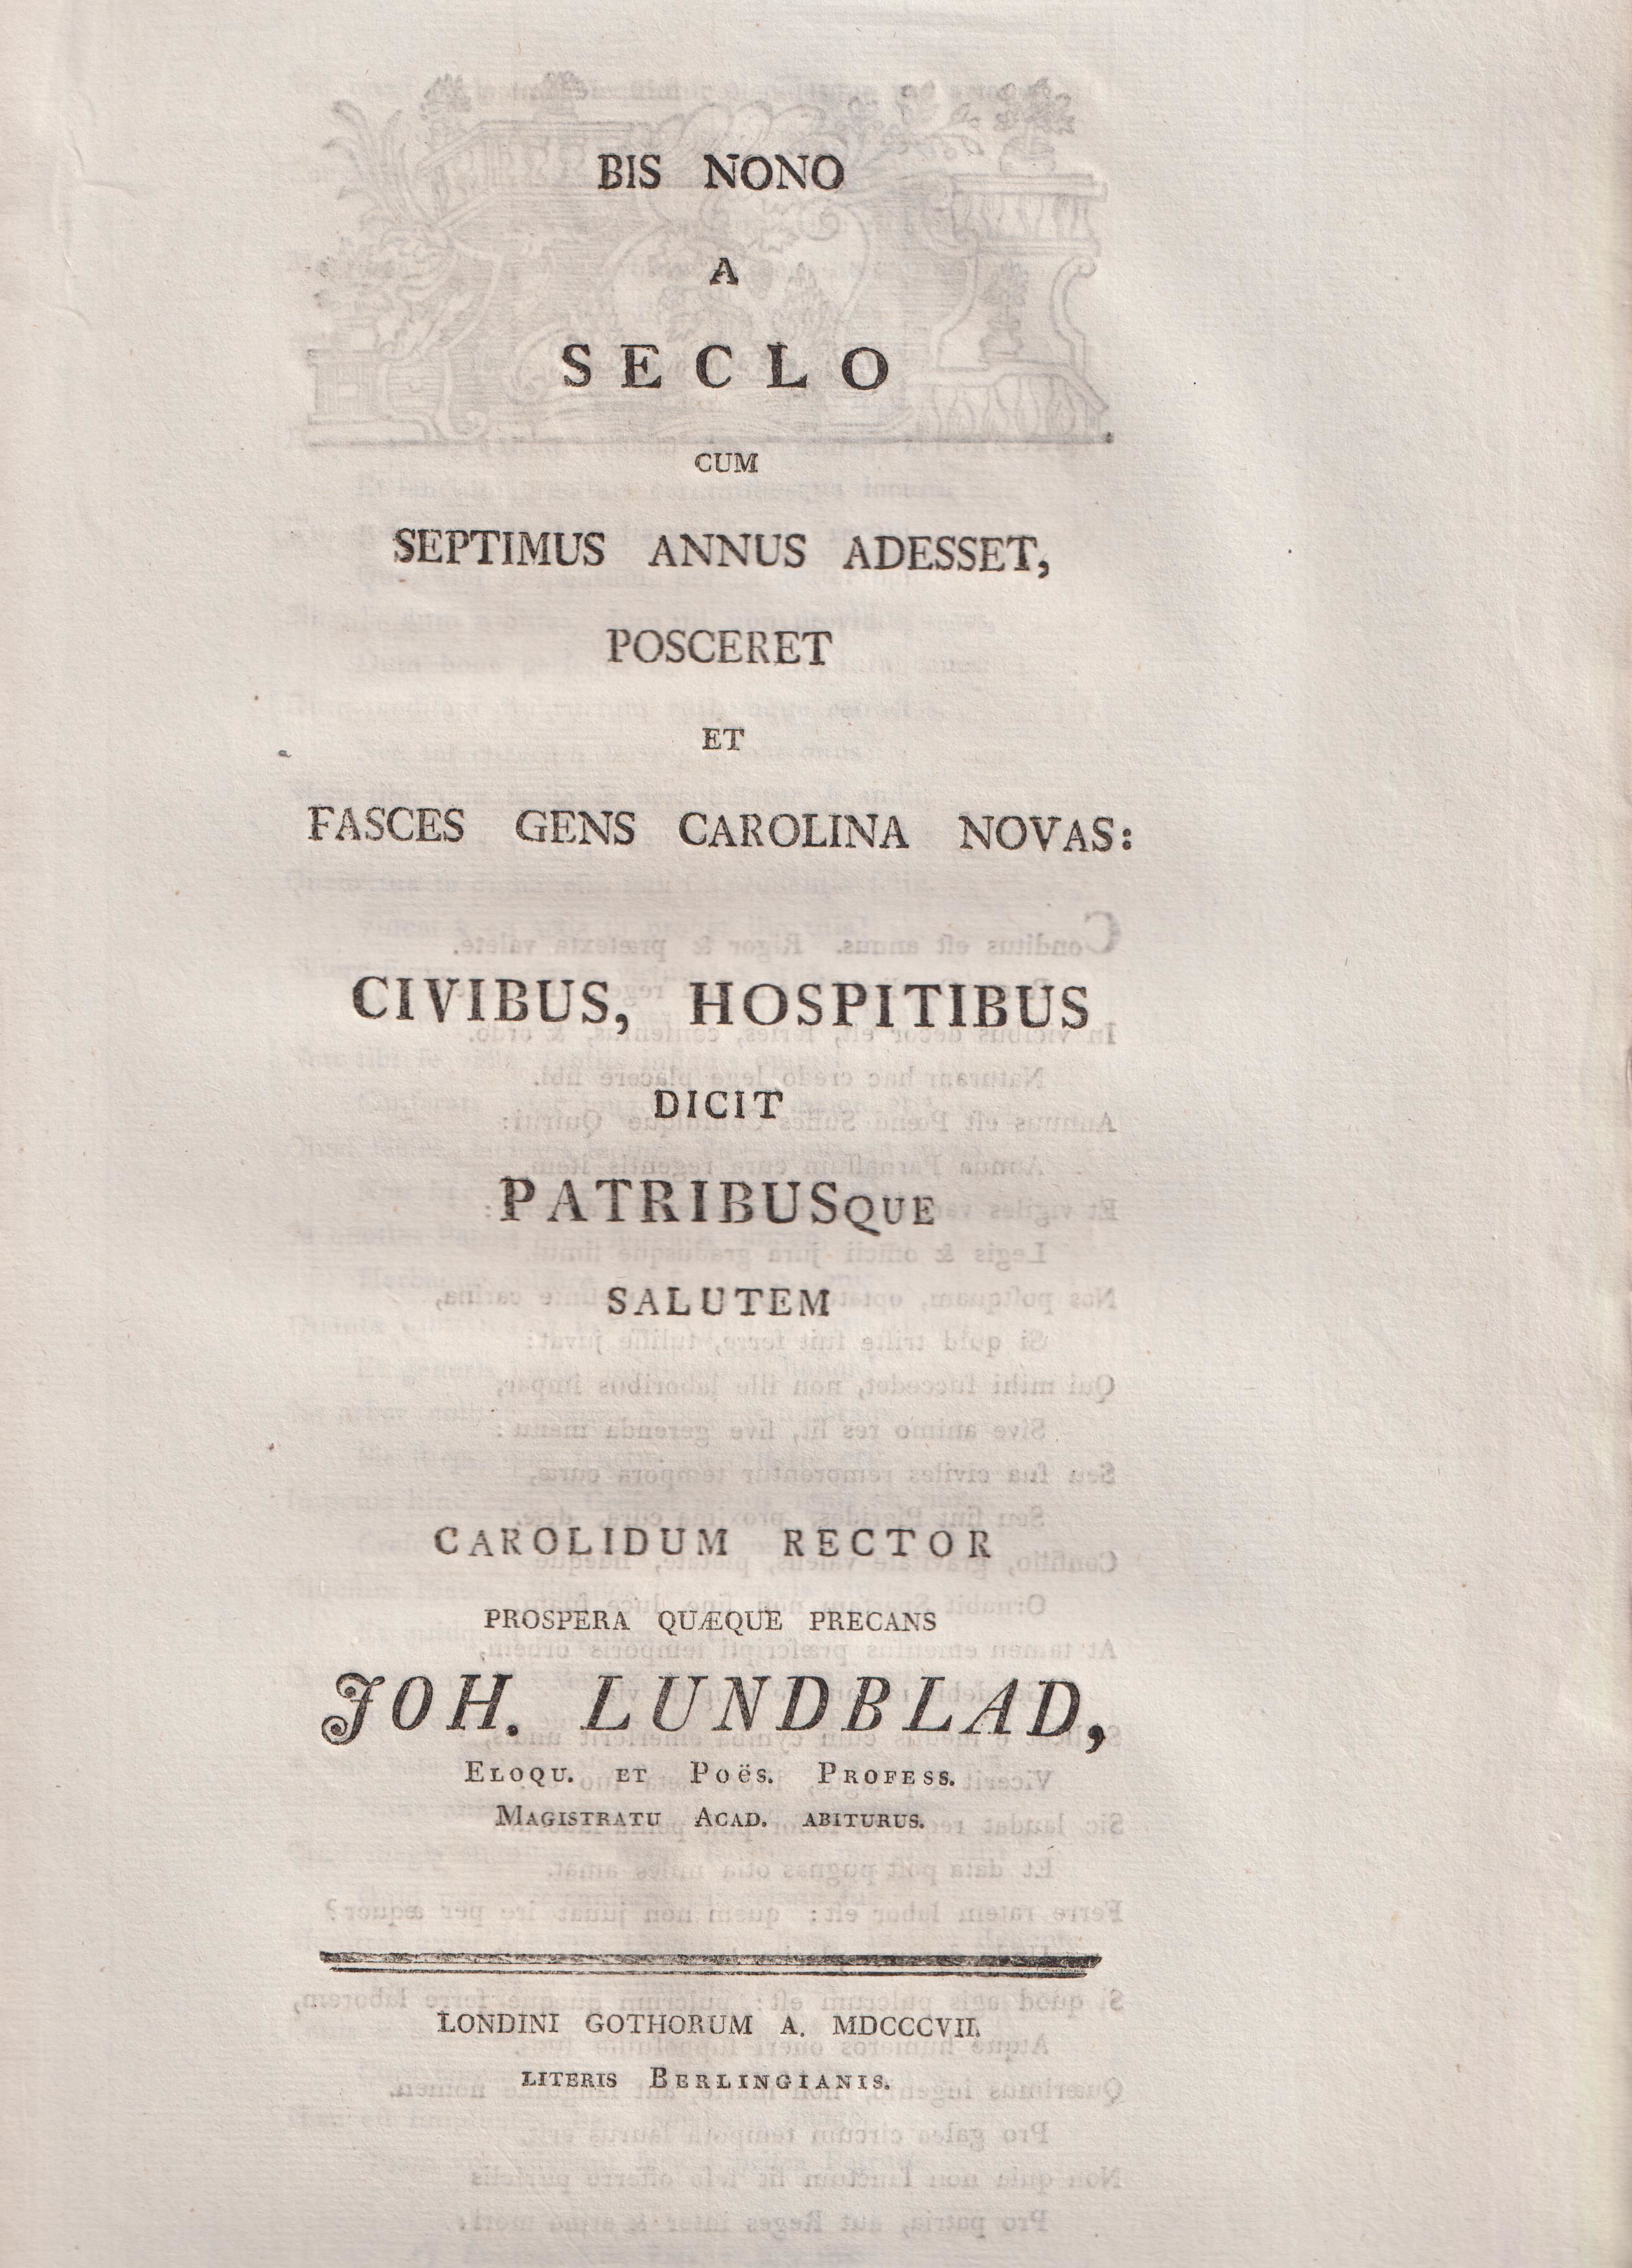 BIS NONO
A
SECLO
CUM
SEPTIMUS ANNUS ADESSET,
POSCERET
ET
FASCES GENS CAROLINA NOVAS:
CIVIBUS, HOSPITIBUS
DICIT
PATRIBUSQUE
SALUTEM
CAROLIDUM RECTOR
PROSPERA QUÆQUE PRECANS
JOH. LUNDBLAD,
ELOQU. ET POËS. PROFESS.
MAGISTRATU ACAD. ABITURUS.
LONDINI GOTHORUM A. MDCCCVII.
LITERIS BERLINGIANIS.